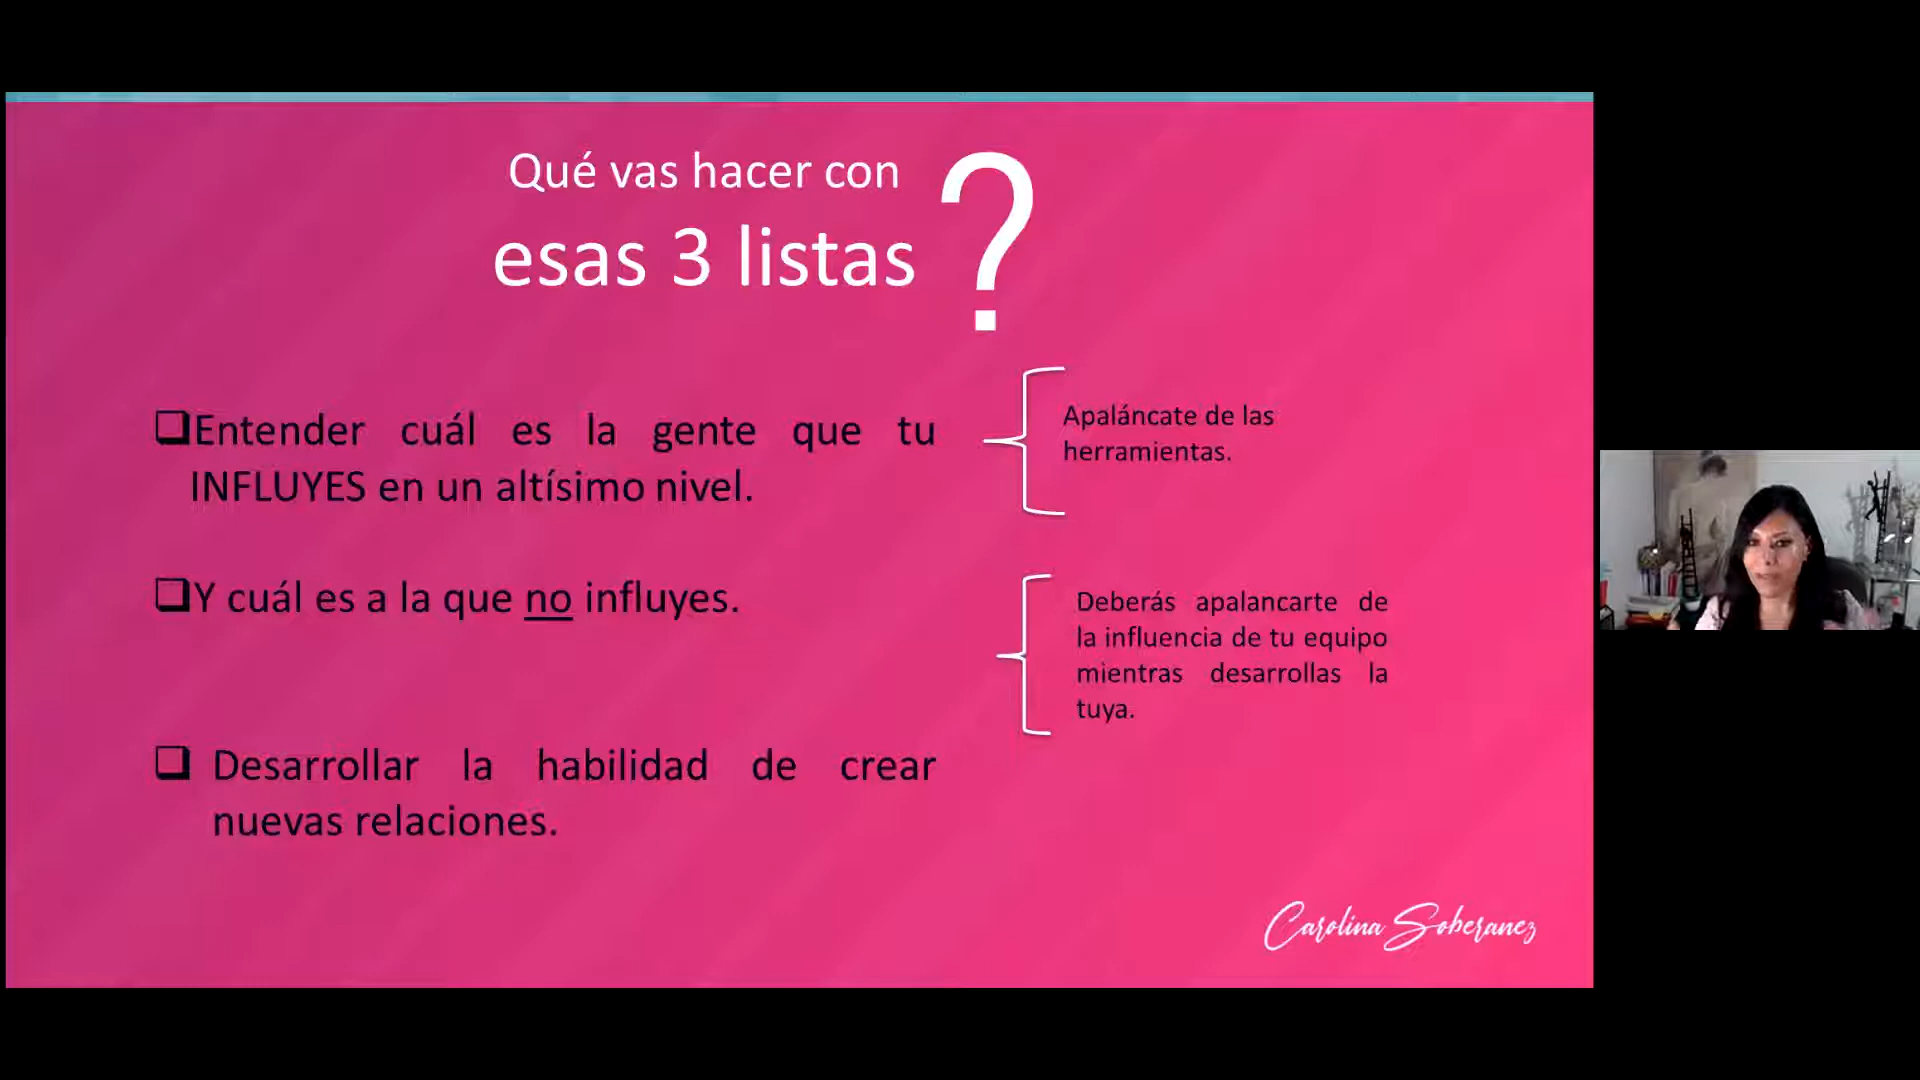 Qué vas hacer con
esas 3 listas ?
❑Entender cuál es la gente que tu
INFLUYES en un altísimo nivel.
Apaláncate de las
herramientas.
❑Y cuál es a la que no influyes.
Deberás apalancarte de
la influencia de tu equipo
mientras desarrollas la
tuya.
❑ Desarrollar la habilidad de crear
nuevas relaciones.
Carolina Soberanez